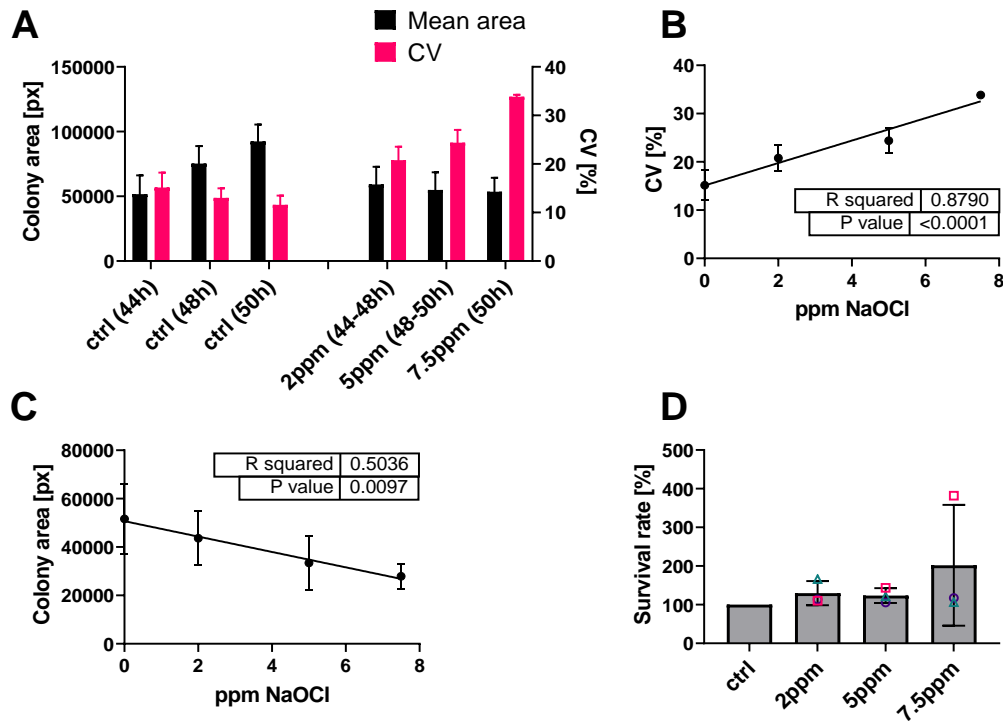 A
Mean area
CV
150000
100000
50000
0
Colony area [px]
40
30
20
10
0
CV [%]
ctrl (44h)
ctrl (48h)
ctrl (50h)
2ppm (44-48h)
5ppm (48-50h)
7.5ppm (50h)
B
40
30
20
10
0
CV [%]
R squared 0.8790
P value <0.0001
0 2 4 6 8
ppm NaOCl
C
80000
60000
40000
20000
0
Colony area [px]
R squared 0.5036
P value 0.0097
0 2 4 6 8
ppm NaOCl
D
500
400
300
200
100
0
Survival rate [%]
ctrl
2ppm
5ppm
7.5ppm